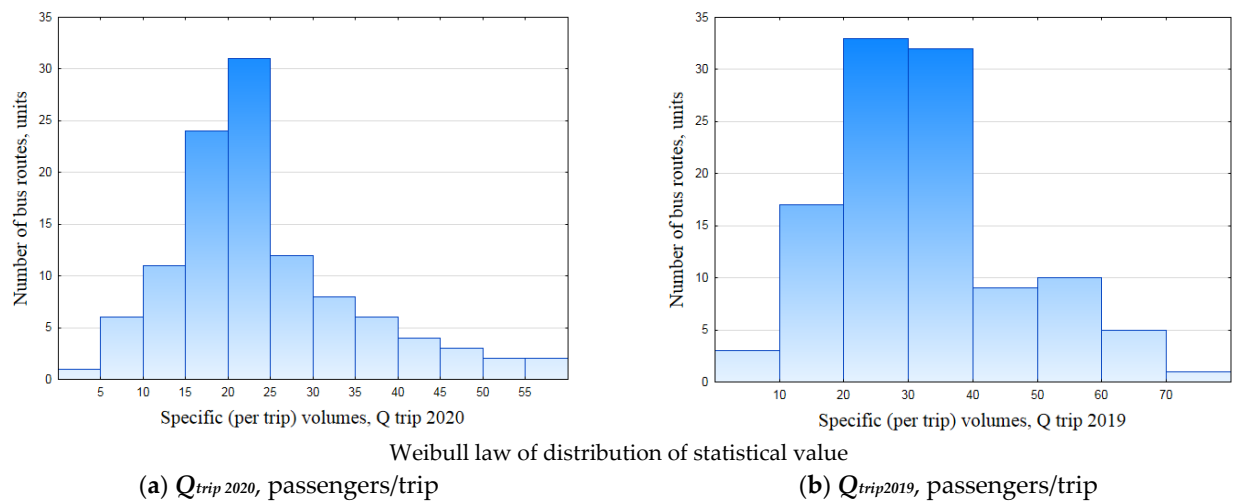 35
30
25
20
15
10
5
0
Number of bus routes, units
5 10 15 20 25 30 35 40 45 50 55
Specific (per trip) volumes, Q trip 2020
35
30
25
20
15
10
5
0
Number of bus routes, units
10 20 30 40 50 60 70
Specific (per trip) volumes, Q trip 2019
Weibull law of distribution of statistical value
(a) Qtrip 2020, passengers/trip
(b) Qtrip2019, passengers/trip